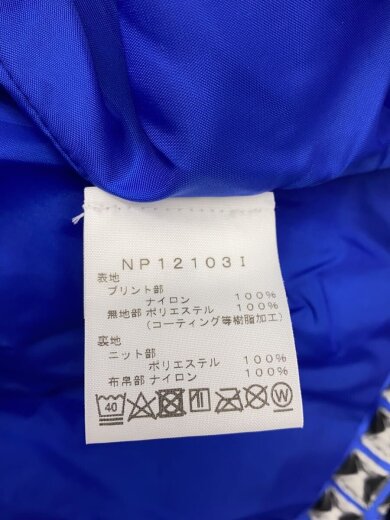 NP12103I
表地
プリント部
ナイロン 100%
無地部 ポリエステル 100%
(コーティング等樹脂加工)
裏地
ニット部
ポリエステル 100%
布帛部 ナイロン 100%
40 W